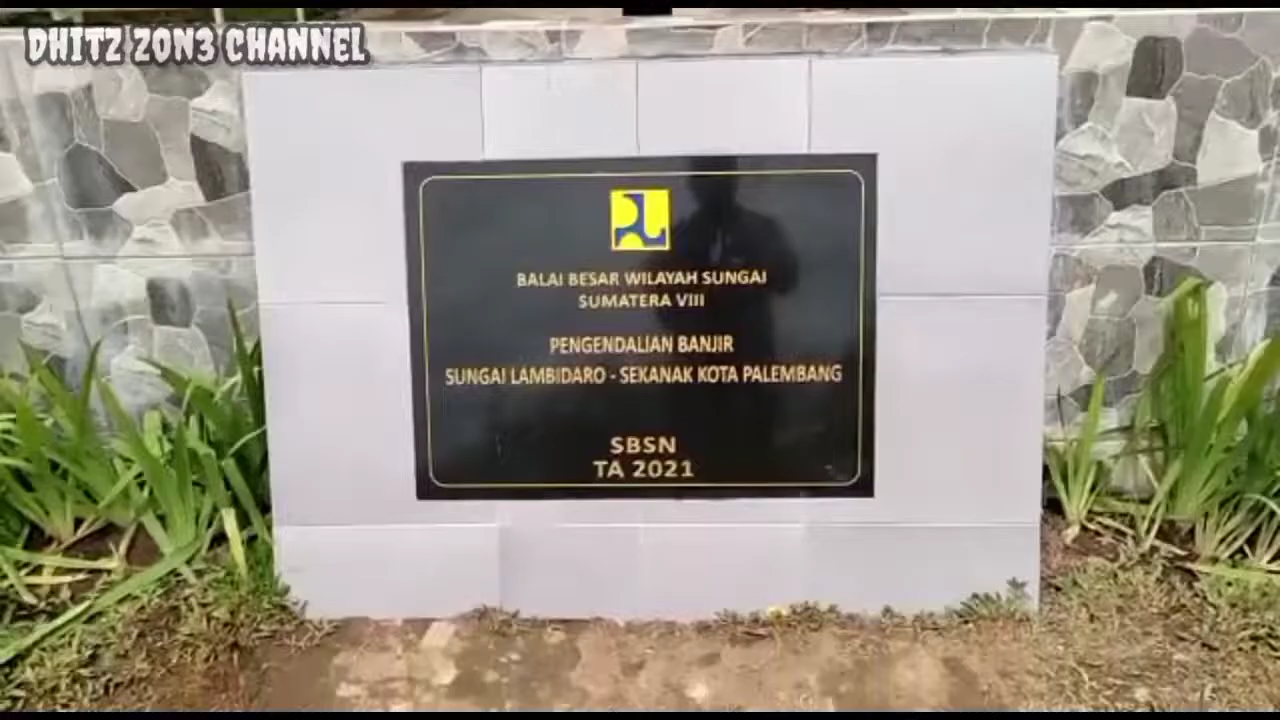 DHITZ ZON3 CHANNEL
BALAI BESAR WILAYAH SUNGAI
SUMATERA VIII
PENGENDALIAN BANJIR
SUNGAI LAMBIDARO - SEKANAK KOTA PALEMBANG
SBSN
TA 2021